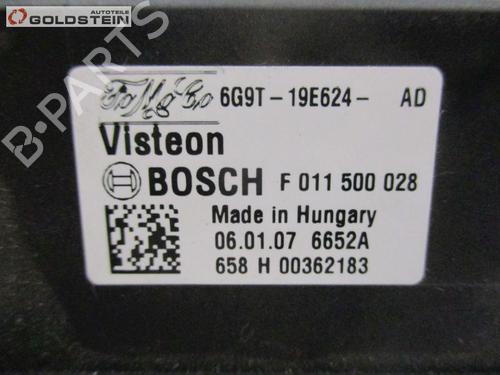 AUTOTEILE
GOLDSTEIN
B-PARTS
FoMoCo 6G9T-19E624- AD
Visteon
BOSCH F 011 500 028
Made in Hungary
06.01.07 6652A
658 H 00362183